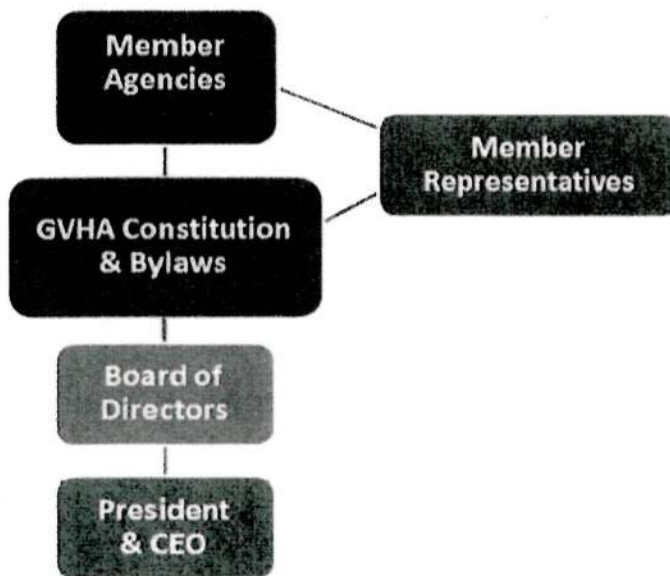 Member
Agencies
Member
Representatives
GVHA Constitution
& Bylaws
Board of
Directors
President
& CEO